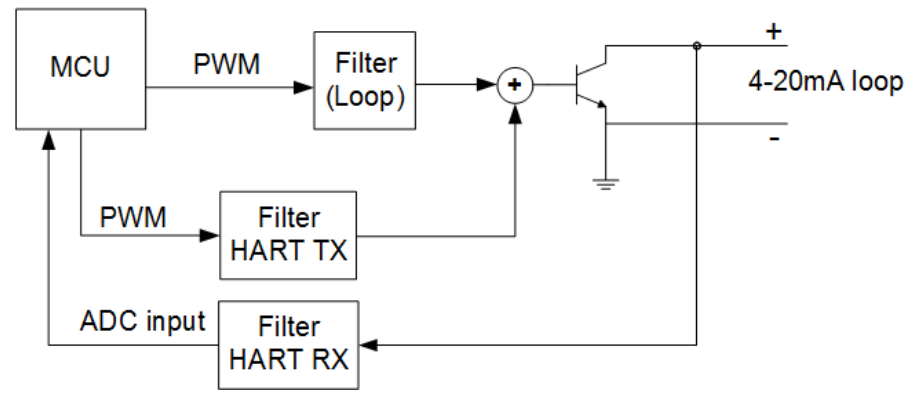 MCU
PWM
Filter
(Loop)
+
+
4-20mA loop
-
PWM
Filter
HART TX
ADC input
Filter
HART RX